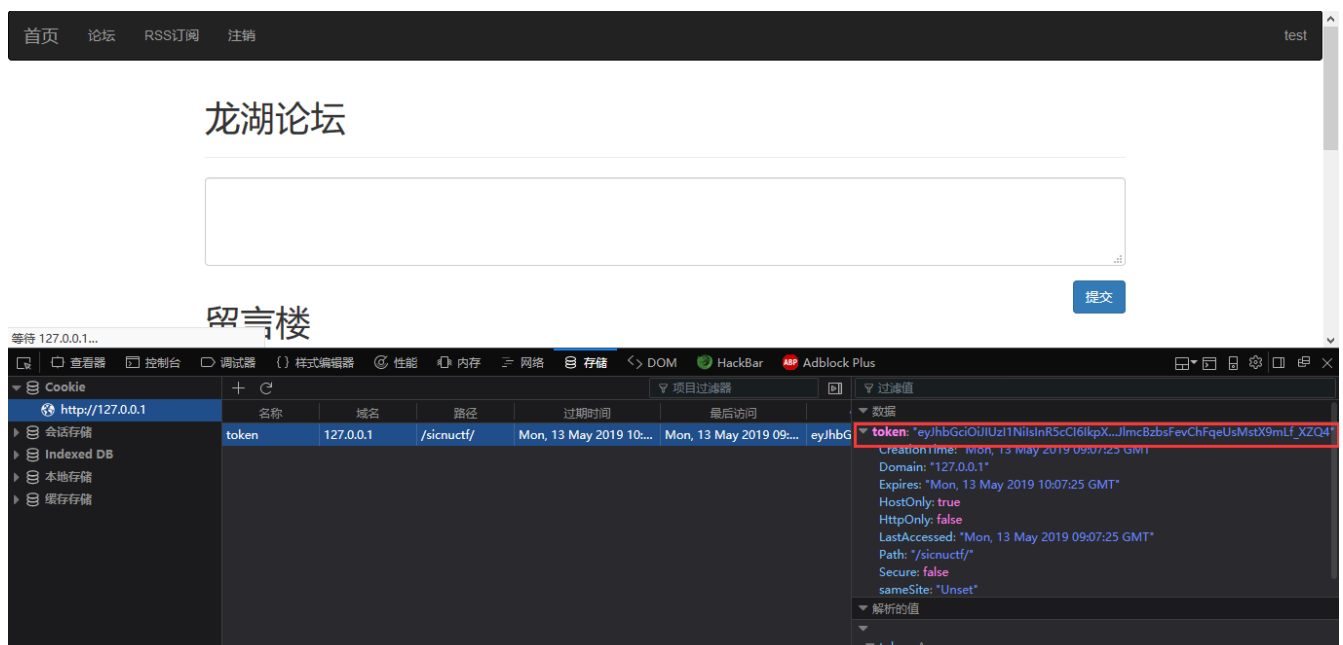 首页 论坛 RSS订阅 注销 test
龙湖论坛
提交
留言楼
等待 127.0.0.1...
查看器 控制台 调试器 {} 样式编辑器 性能 内存 网络 存储 DOM HackBar ABP Adblock Plus
Cookie
http://127.0.0.1
会话存储
Indexed DB
本地存储
缓存存储
项目过滤器
名称 域名 路径 过期时间 最后访问
token 127.0.0.1 /sicnuctf/ Mon, 13 May 2019 10:... Mon, 13 May 2019 09:... eyJhbG
过滤值
数据
token: "eyJhbGciOiJIUzI1NiIsInR5cCI6IkpX...JlmcBzbsFevChFqeUsMstX9mLf_XZQ4"
CreationTime: "Mon, 13 May 2019 09:07:25 GMT"
Domain: "127.0.0.1"
Expires: "Mon, 13 May 2019 10:07:25 GMT"
HostOnly: true
HttpOnly: false
LastAccessed: "Mon, 13 May 2019 09:07:25 GMT"
Path: "/sicnuctf/"
Secure: false
sameSite: "Unset"
解析的值